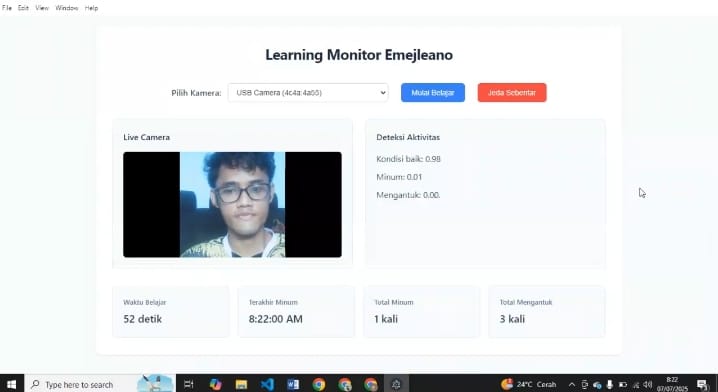 File Edit View Window Help
Learning Monitor Emejleano
Pilih Kamera: USB Camera (4c4a:4a55) Mulai Belajar Jeda Sebentar
Live Camera
Deteksi Aktivitas
Kondisi baik: 0.98
Minum: 0.01
Mengantuk: 0.00.
Waktu Belajar
52 detik
Terakhir Minum
8:22:00 AM
Total Minum
1 kali
Total Mengantuk
3 kali
Type here to search
24°C Cerah
8:22
07/07/2025